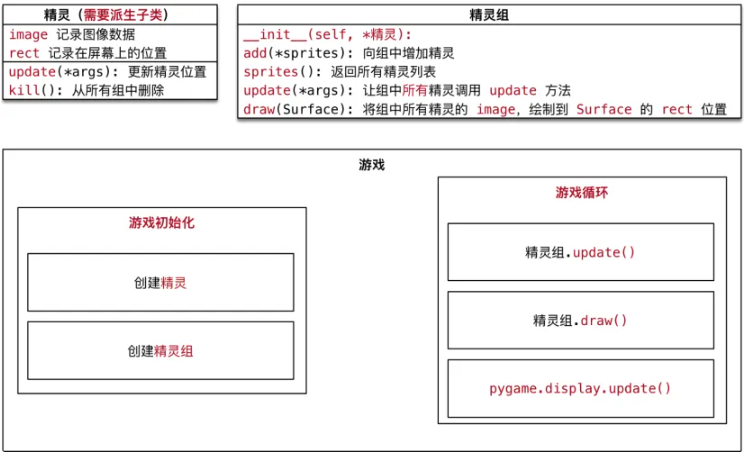 精灵（需要派生子类）
image 记录图像数据
rect 记录在屏幕上的位置
update(*args): 更新精灵位置
kill(): 从所有组中删除
精灵组
__init__(self, *精灵):
add(*sprites): 向组中增加精灵
sprites(): 返回所有精灵列表
update(*args): 让组中所有精灵调用 update 方法
draw(Surface): 将组中所有精灵的 image，绘制到 Surface 的 rect 位置
游戏
游戏初始化
创建精灵
创建精灵组
游戏循环
精灵组.update()
精灵组.draw()
pygame.display.update()